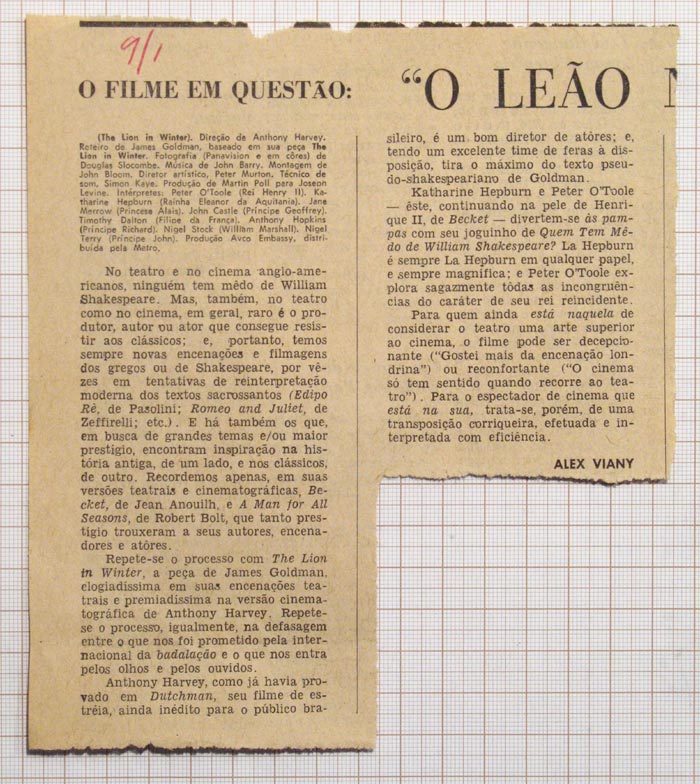 9/1
O FILME EM QUESTÃO:
“O LEÃO
(The Lion in Winter). Direção de Anthony Harvey.
Roteiro de James Goldman, baseado em sua peça The
Lion in Winter. Fotografia (Panavision e em côres) de
Douglas Slocombe. Música de John Barry. Montagem de
John Bloom. Diretor artístico, Peter Murton. Técnico de
som, Simon Kaye. Produção de Martin Poll para Joseph
Levine. Intérpretes: Peter O'Toole (Rei Henry II). Ka-
tharine Hepburn (Rainha Eleanor da Aquitania). Jane
Merrow (Princesa Alais). John Castle (Príncipe Geoffrey).
Timothy Dalton (Filipe da França). Anthony Hopkins
(Príncipe Richard). Nigel Stock (William Marshall). Nigel
Terry (Príncipe John). Produção Avco Embassy, distri-
buída pela Metro.
No teatro e no cinema anglo-ame-
ricanos, ninguém tem mêdo de William
Shakespeare. Mas, também, no teatro
como no cinema, em geral, raro é o pro-
dutor, autor ou ator que consegue resis-
tir aos clássicos; e, portanto, temos
sempre novas encenações e filmagens
dos gregos ou de Shakespeare, por vê-
zes em tentativas de reinterpretação
moderna dos textos sacrossantos (Edipo
Rè, de Pasolini; Romeo and Juliet, de
Zeffirelli; etc.). E há também os que,
em busca de grandes temas e/ou maior
prestígio, encontram inspiração na his-
tória antiga, de um lado, e nos clássicos,
de outro. Recordemos apenas, em suas
versões teatrais e cinematográficas, Be-
cket, de Jean Anouilh, e A Man for All
Seasons, de Robert Bolt, que tanto pres-
tígio trouxeram a seus autores, encena-
dores e atôres.
Repete-se o processo com The Lion
in Winter, a peça de James Goldman,
elogiadíssima em suas encenações tea-
trais e premiadíssima na versão cinema-
tográfica de Anthony Harvey. Repete-
se o processo, igualmente, na defasagem
entre o que nos foi prometido pela inter-
nacional da badalação e o que nos entra
pelos olhos e pelos ouvidos.
Anthony Harvey, como já havia pro-
vado em Dutchman, seu filme de es-
tréia, ainda inédito para o público bra-
sileiro, é um bom diretor de atôres; e,
tendo um excelente time de feras à dis-
posição, tira o máximo do texto pseu-
do-shakespeariano de Goldman.
Katharine Hepburn e Peter O'Toole
— êste, continuando na pele de Henri-
que II, de Becket — divertem-se às pam-
pas com seu joguinho de Quem Tem Mê-
do de William Shakespeare? La Hepburn
é sempre La Hepburn em qualquer papel,
e sempre magnífica; e Peter O'Toole ex-
plora sagazmente tôdas as incongruên-
cias do caráter de seu rei reincidente.
Para quem ainda está naquela de
considerar o teatro uma arte superior
ao cinema, o filme pode ser decepcio-
nante (“Gostei mais da encenação lon-
drina”) ou reconfortante (“O cinema
só tem sentido quando recorre ao tea-
tro”). Para o espectador de cinema que
está na sua, trata-se, porém, de uma
transposição corriqueira, efetuada e in-
terpretada com eficiência.
ALEX VIANY